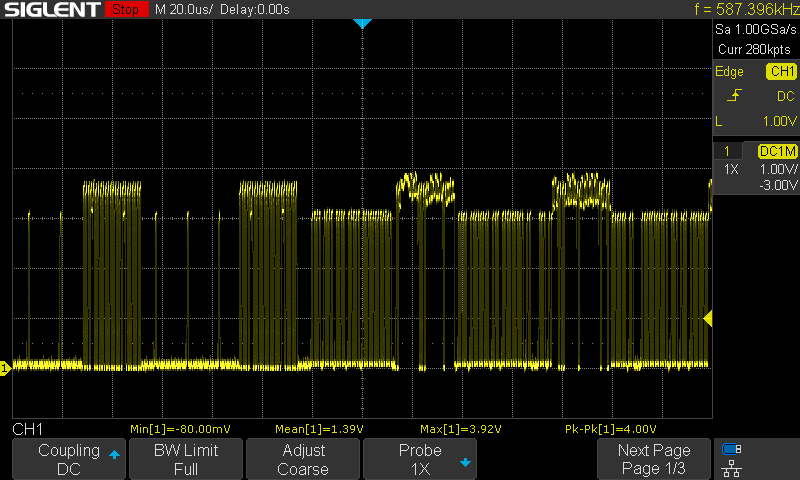 SIGLENT Stop M 20.0us/ Delay:0.00s f = 587.396kHz
Sa 1.00GSa/s
Curr 280kpts
Edge CH1
DC
L 1.00V
1 DC1M
1X 1.00V/
-3.00V
1
CH1 Min[1]=-80.00mV Mean[1]=1.39V Max[1]=3.92V Pk-Pk[1]=4.00V
Coupling BW Limit Adjust Probe Next Page
DC Full Coarse 1X Page 1/3